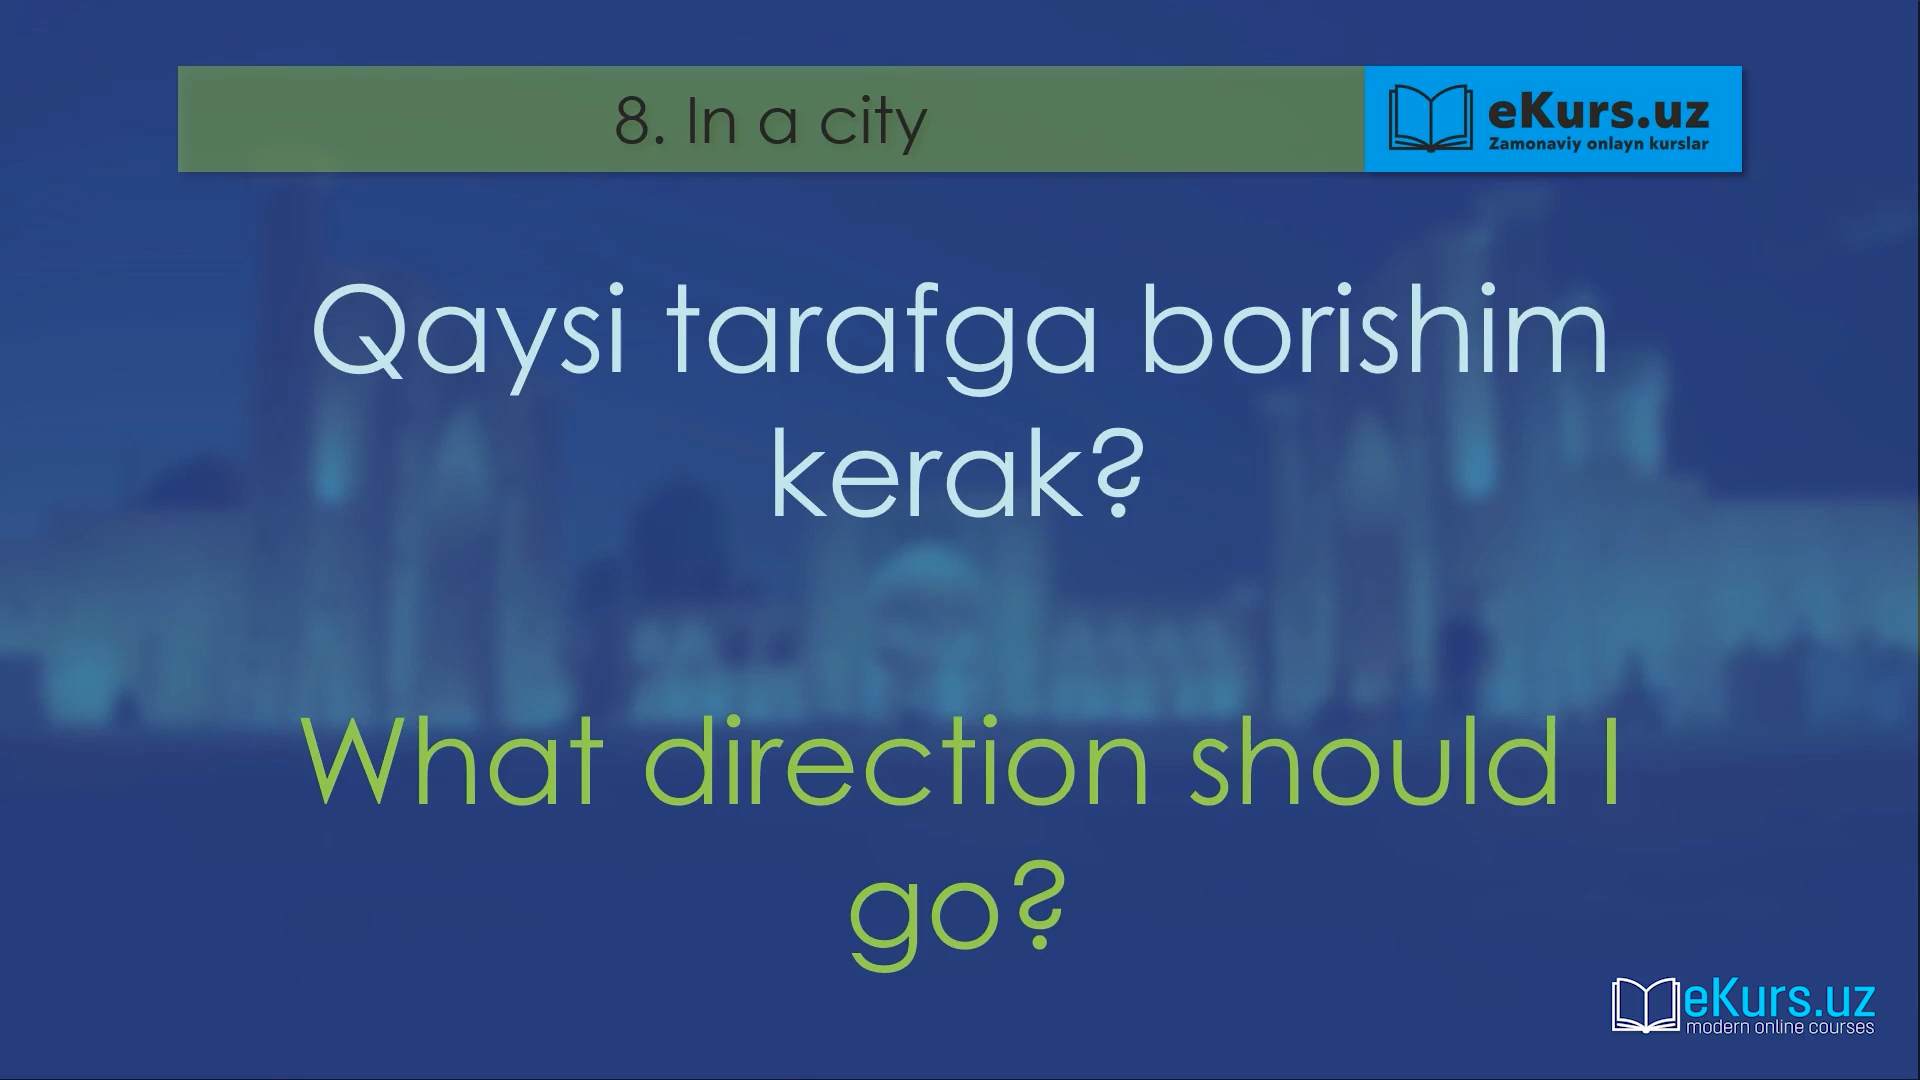 8. In a city
eKurs.uz
Zamonaviy onlayn kurslar
Qaysi tarafga borishim
kerak?
What direction should I
go?
eKurs.uz
modern online courses